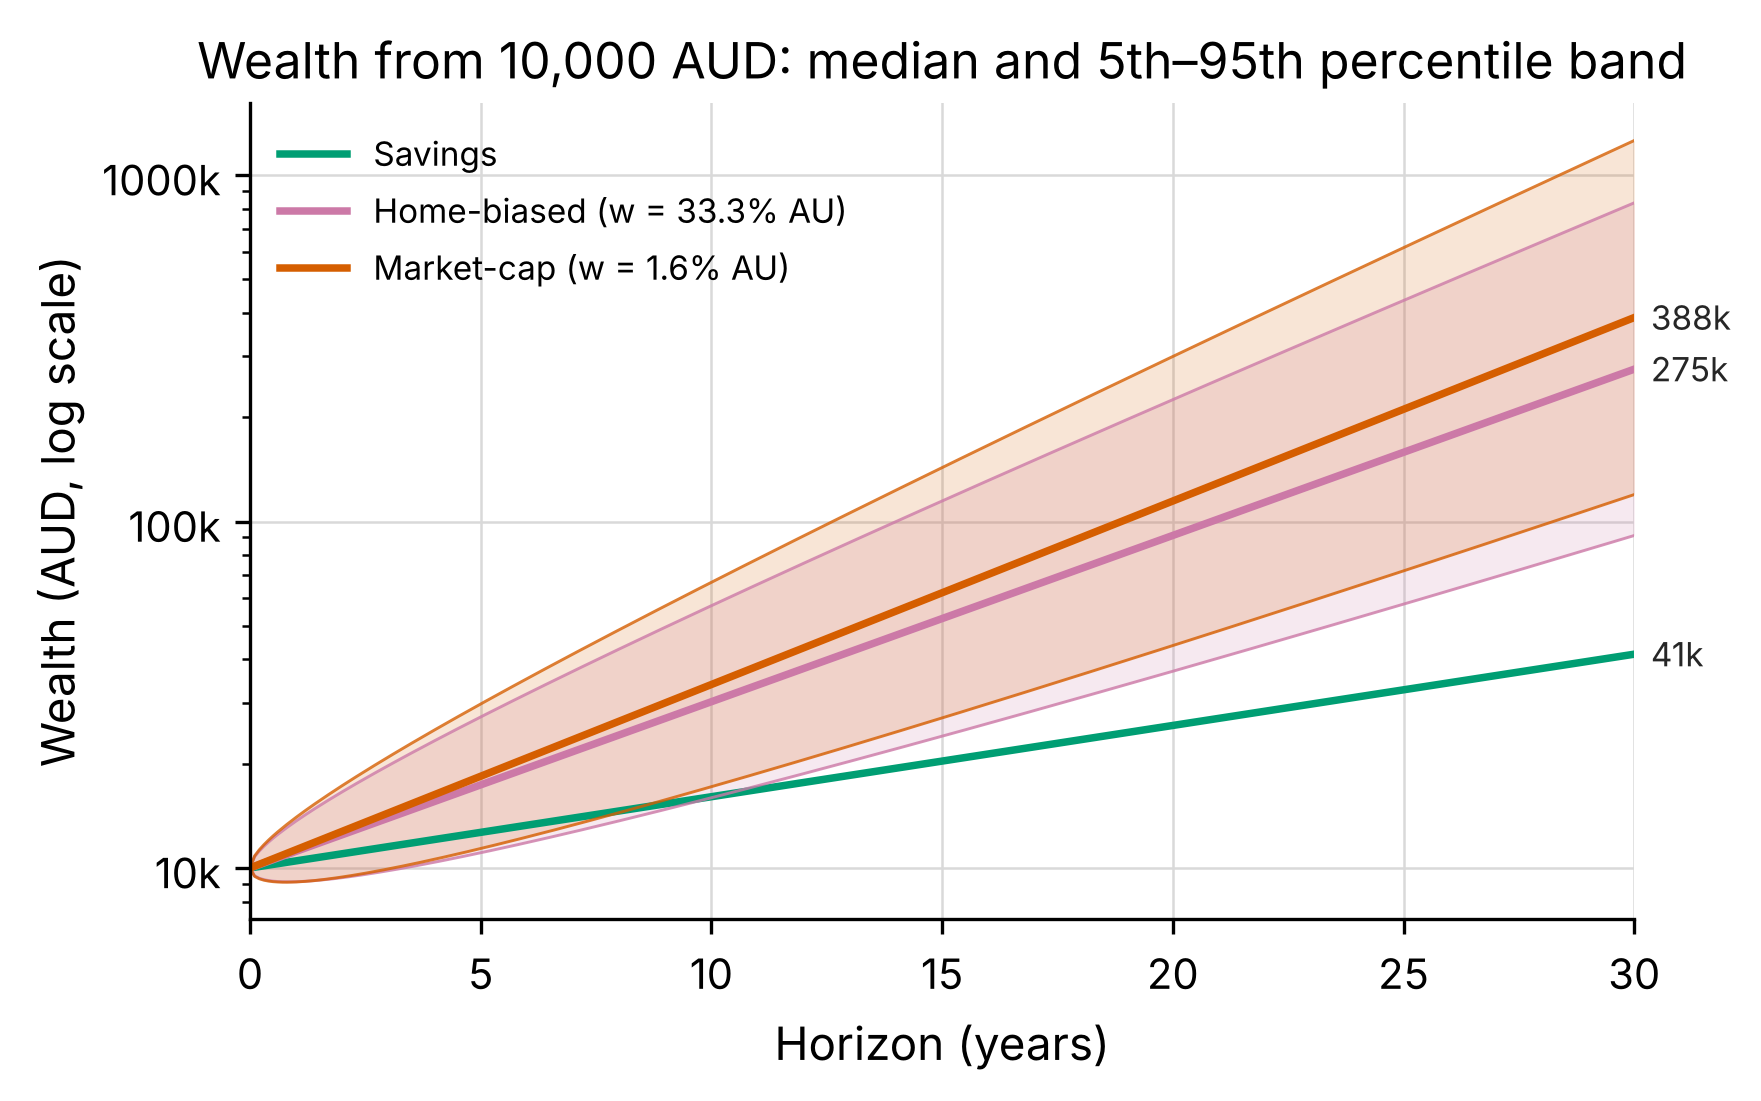 Wealth from 10,000 AUD: median and 5th–95th percentile band
Savings
Home-biased (w = 33.3% AU)
Market-cap (w = 1.6% AU)
Wealth (AUD, log scale)
1000k
100k
10k
388k
275k
41k
0 5 10 15 20 25 30
Horizon (years)